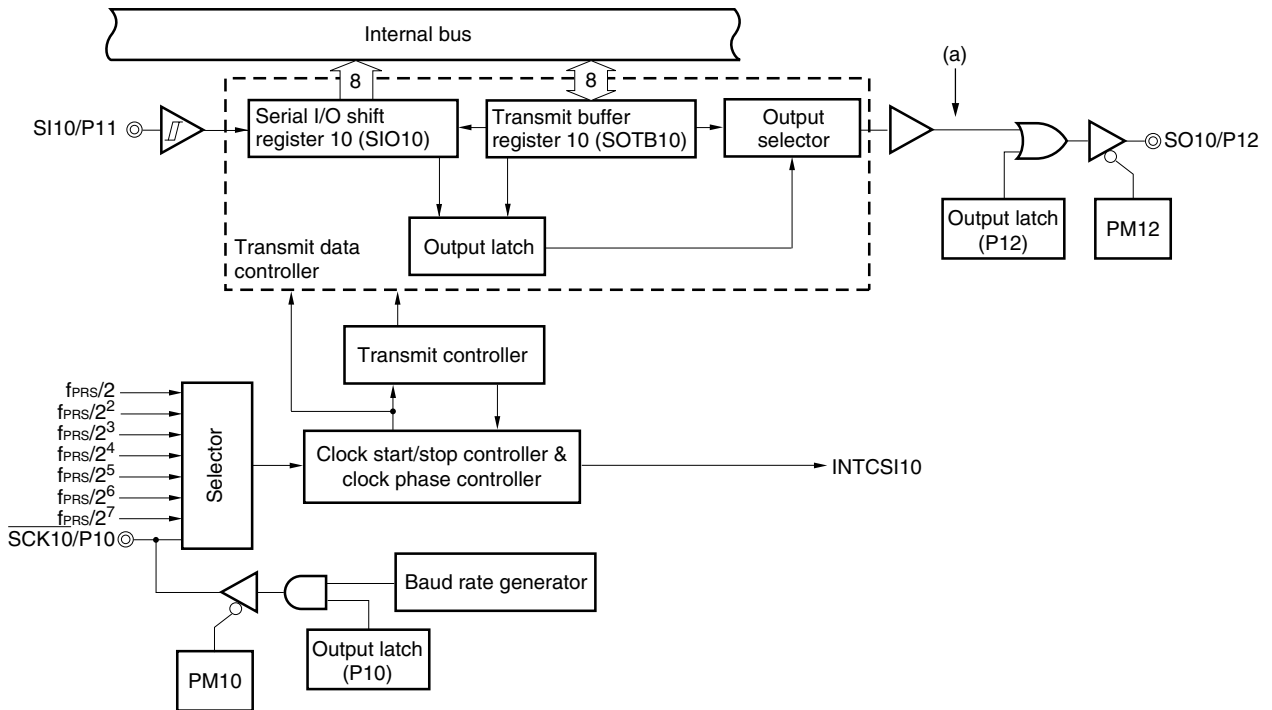 Internal bus
(a)
8
8
SI10/P11
Serial I/O shift
register 10 (SIO10)
Transmit buffer
register 10 (SOTB10)
Output
selector
SO10/P12
Output latch
(P12)
PM12
Output latch
Transmit data
controller
Transmit controller
fPRS/2
fPRS/2²
fPRS/2³
fPRS/2⁴
fPRS/2⁵
fPRS/2⁶
fPRS/2⁷
S̅C̅K̅1̅0̅/P10
Selector
Clock start/stop controller &
clock phase controller
INTCSI10
Baud rate generator
Output latch
(P10)
PM10